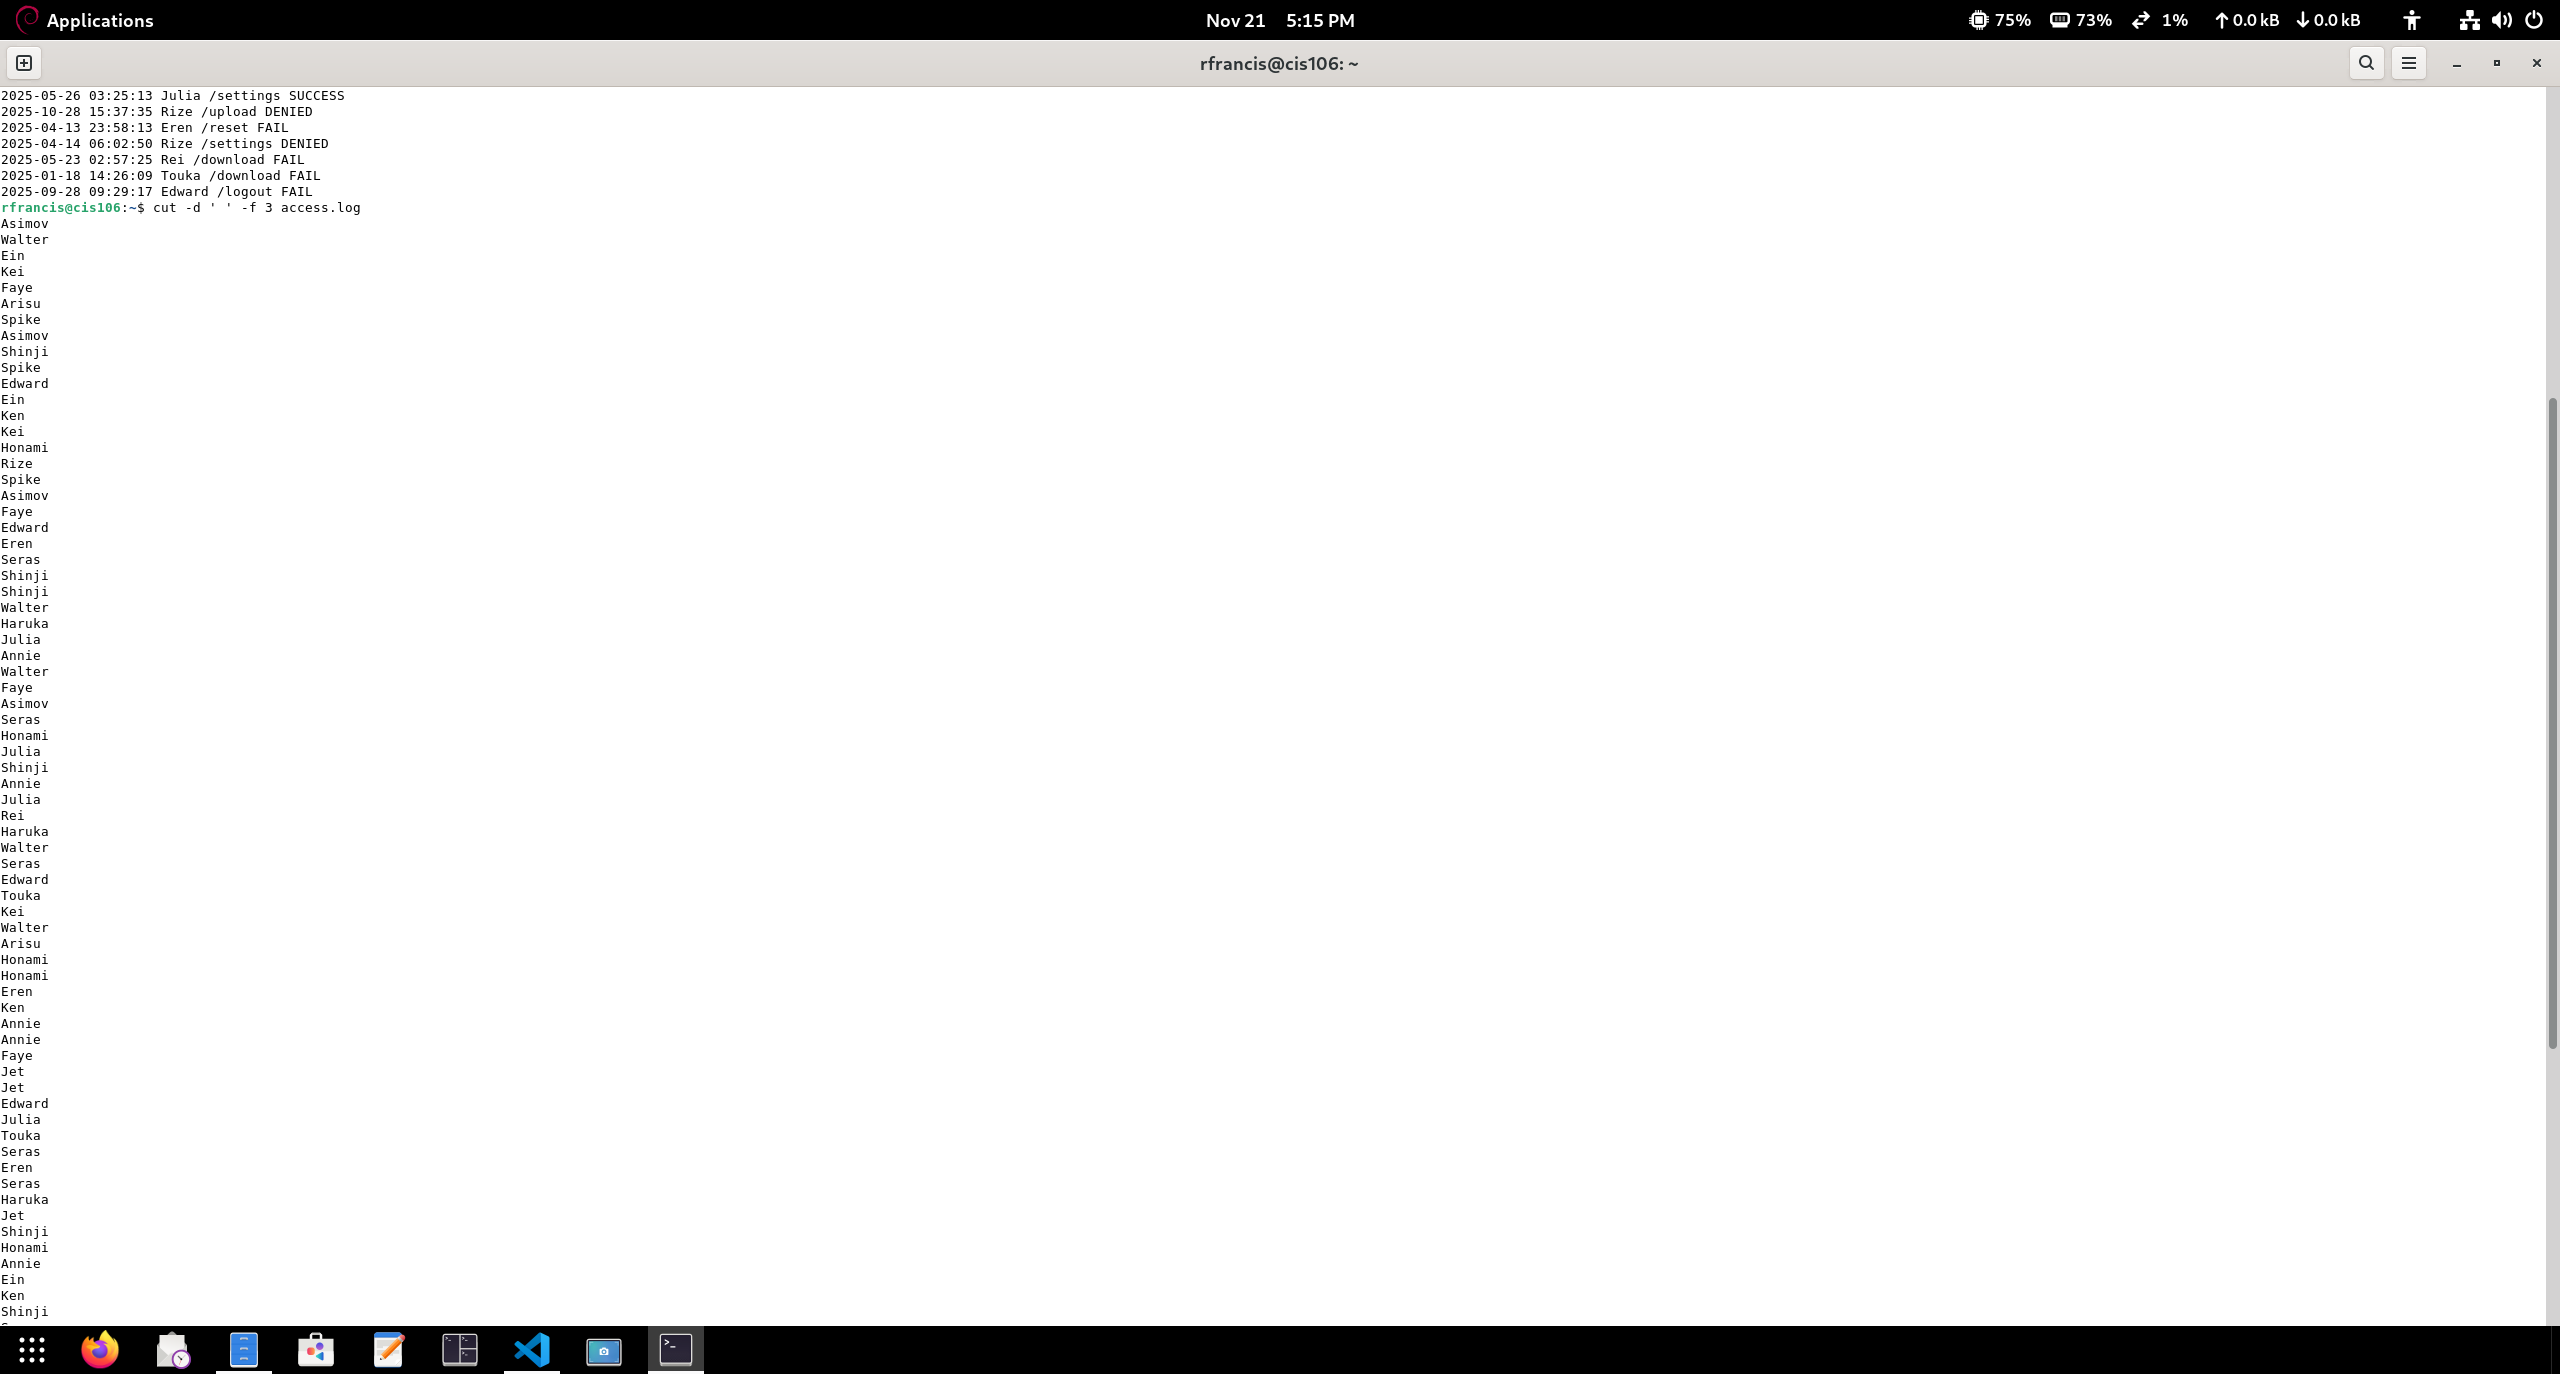 Applications
Nov 21 5:15 PM
75% 73% 1% 0.0 kB 0.0 kB
rfrancis@cis106: ~
2025-05-26 03:25:13 Julia /settings SUCCESS
2025-10-28 15:37:35 Rize /upload DENIED
2025-04-13 23:58:13 Eren /reset FAIL
2025-04-14 06:02:50 Rize /settings DENIED
2025-05-23 02:57:25 Rei /download FAIL
2025-01-18 14:26:09 Touka /download FAIL
2025-09-28 09:29:17 Edward /logout FAIL
rfrancis@cis106:~$ cut -d ' ' -f 3 access.log
Asimov
Walter
Ein
Kei
Faye
Arisu
Spike
Asimov
Shinji
Spike
Edward
Ein
Ken
Kei
Honami
Rize
Spike
Asimov
Faye
Edward
Eren
Seras
Shinji
Shinji
Walter
Haruka
Julia
Annie
Walter
Faye
Asimov
Seras
Honami
Julia
Shinji
Annie
Julia
Rei
Haruka
Walter
Seras
Edward
Touka
Kei
Walter
Arisu
Honami
Honami
Eren
Ken
Annie
Annie
Faye
Jet
Jet
Edward
Julia
Touka
Seras
Eren
Seras
Haruka
Jet
Shinji
Honami
Annie
Ein
Ken
Shinji